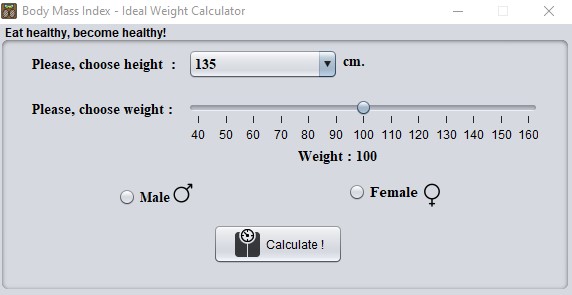 Body Mass Index - Ideal Weight Calculator
Eat healthy, become healthy!
Please, choose height : 135 cm.
Please, choose weight :
40 50 60 70 80 90 100 110 120 130 140 150 160
Weight : 100
Male Female
Calculate !